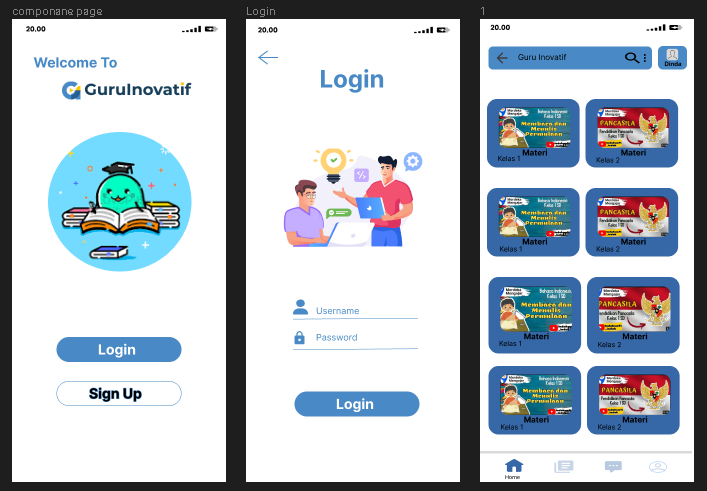 componane page
20.00
Welcome To
GuruInovatif
Login
Sign Up
Login
20.00
Login
Username
Password
Login
1
20.00
Guru Inovatif
Dinda
Merdeka
Mengajar
Bahasa Indonesia
Kelas 1 SD
Membaca dan
Menulis
Permulaan
Materi
Kelas 1
PANCASILA
Pendidikan Pancasila
Kelas 1 SD
Materi
Kelas 2
Merdeka
Mengajar
Bahasa Indonesia
Kelas 1 SD
Membaca dan
Menulis
Permulaan
Materi
Kelas 1
PANCASILA
Pendidikan Pancasila
Kelas 1 SD
Materi
Kelas 2
Merdeka
Mengajar
Bahasa Indonesia
Kelas 1 SD
Membaca dan
Menulis
Permulaan
Materi
Kelas 1
PANCASILA
Pendidikan Pancasila
Kelas 1 SD
Materi
Kelas 2
Merdeka
Mengajar
Bahasa Indonesia
Kelas 1 SD
Membaca dan
Menulis
Permulaan
Materi
Kelas 1
PANCASILA
Pendidikan Pancasila
Kelas 1 SD
Materi
Kelas 2
Home